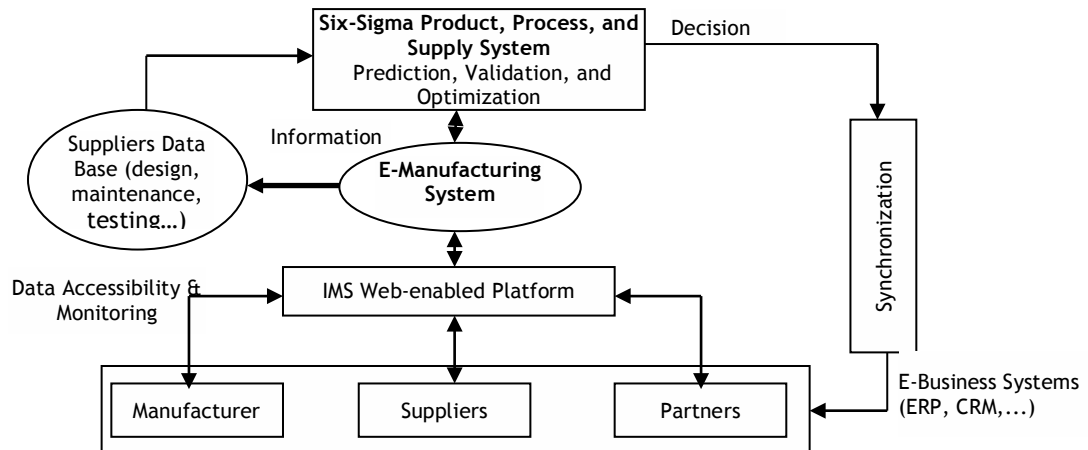 Six-Sigma Product, Process, and
Supply System
Prediction, Validation, and
Optimization
Decision
Suppliers Data
Base (design,
maintenance,
testing…)
Information
E-Manufacturing
System
Synchronization
Data Accessibility &
Monitoring
IMS Web-enabled Platform
Manufacturer
Suppliers
Partners
E-Business Systems
(ERP, CRM,...)